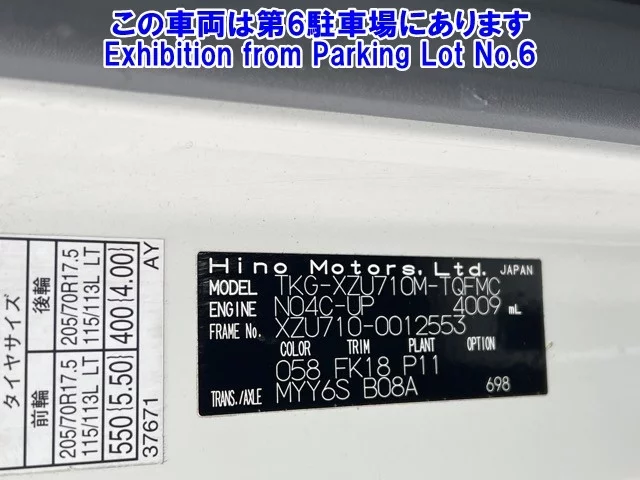 この車両は第6駐車場にあります
Exhibition from Parking Lot No.6
タイヤサイズ
前輪 後輪
205/70R17.5 205/70R17.5
115/113L LT 115/113L LT
550(5.50) 400(4.00)
37671 AY
Hino Motors, Ltd. JAPAN
MODEL TKG-XZU710M-TQFMC
ENGINE N04C-UP 4009 mL
FRAME No. XZU710-0012553
COLOR TRIM PLANT OPTION
058 FK18 P11
TRANS./AXLE MYY6S B08A 698